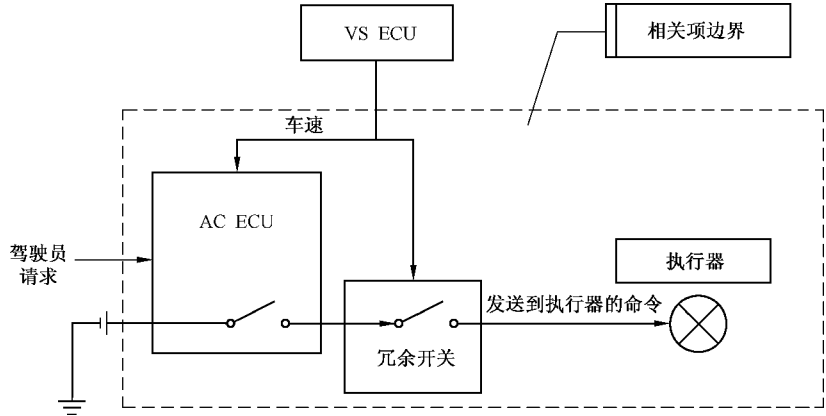 VS ECU
相关项边界
车速
AC ECU
驾驶员
请求
执行器
发送到执行器的命令
冗余开关